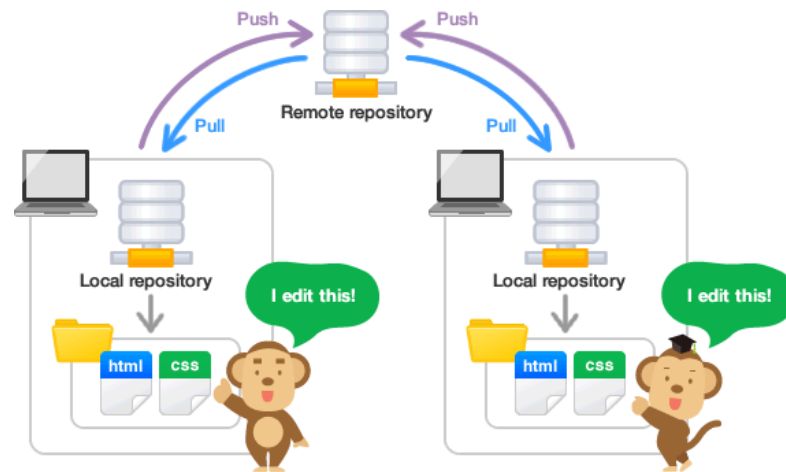 Push
Push
Remote repository
Pull
Pull
Local repository
Local repository
I edit this!
I edit this!
html
css
html
css